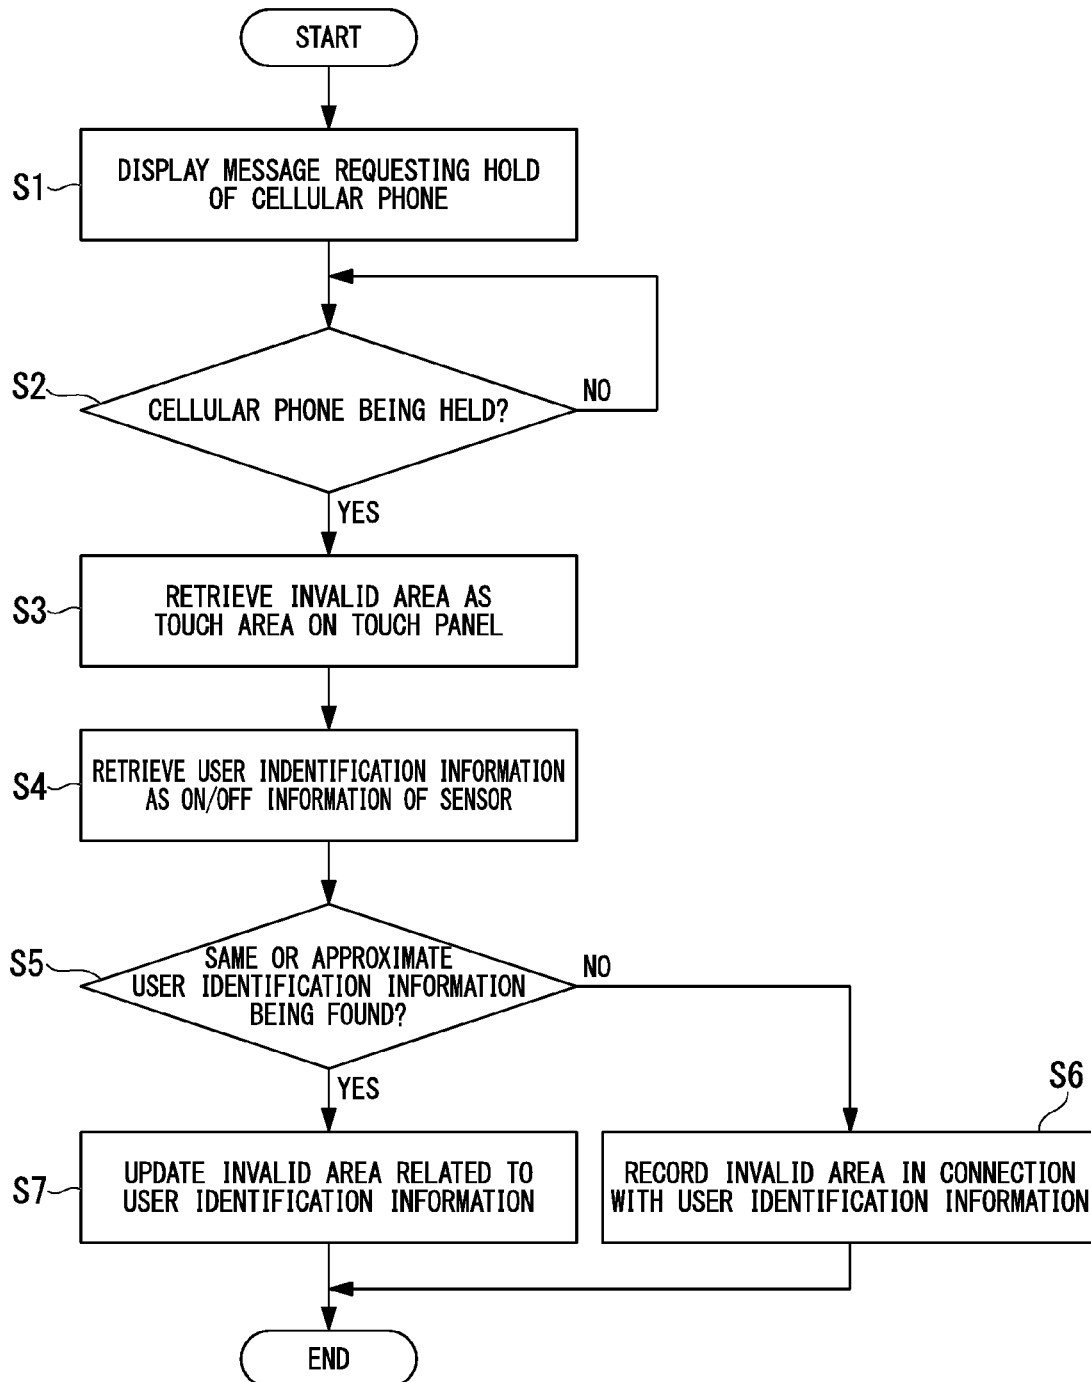 START
S1
DISPLAY MESSAGE REQUESTING HOLD
OF CELLULAR PHONE
S2
CELLULAR PHONE BEING HELD?
NO
YES
S3
RETRIEVE INVALID AREA AS
TOUCH AREA ON TOUCH PANEL
S4
RETRIEVE USER INDENTIFICATION INFORMATION
AS ON/OFF INFORMATION OF SENSOR
S5
SAME OR APPROXIMATE
USER IDENTIFICATION INFORMATION
BEING FOUND?
NO
YES
S6
RECORD INVALID AREA IN CONNECTION
WITH USER IDENTIFICATION INFORMATION
S7
UPDATE INVALID AREA RELATED TO
USER IDENTIFICATION INFORMATION
END